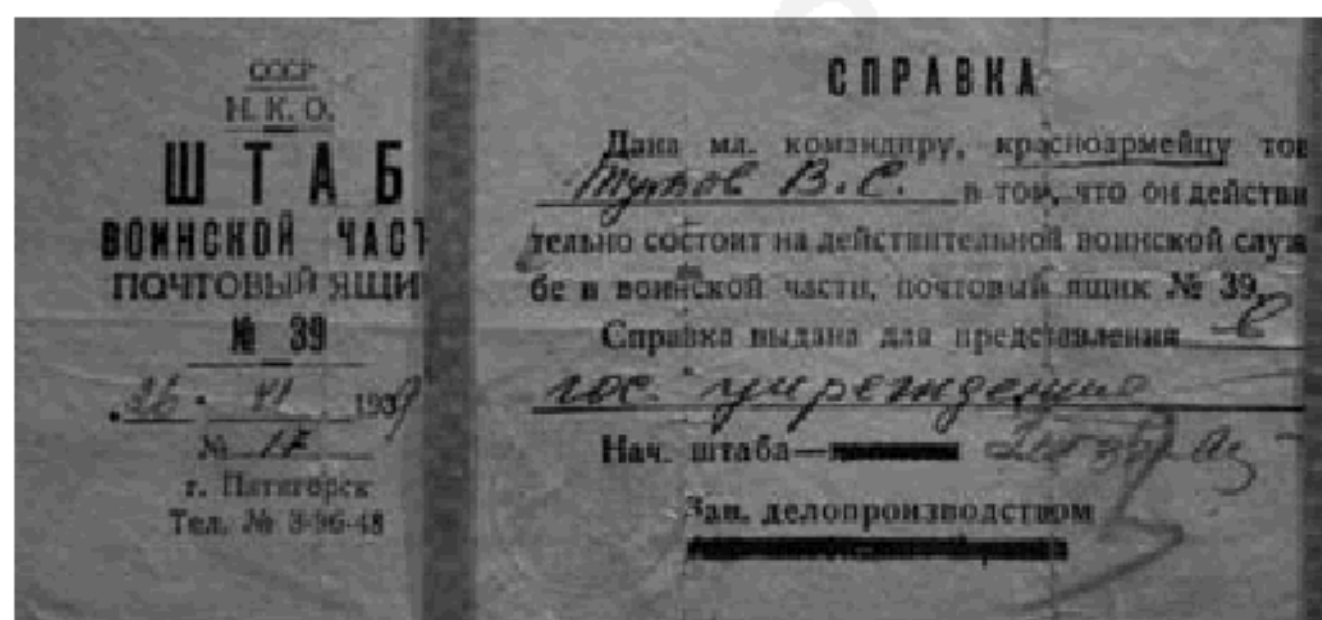 СССР
Н. К. О.
ШТАБ
ВОИНСКОЙ ЧАСТ
ПОЧТОВЫЙ ЯЩИ
№ 39
26 VI 1939
№ 17
г. Пятигорск
Тел. № 3-96-48
СПРАВКА
Дана мл. командиру, красноармейцу тов
В. С. в том, что он действи
тельно состоит на действительной воинской служ
бе в воинской части, почтовый ящик № 39
Справка выдана для представления в
гос. учреждение
Нач. штаба—
Зав. делопроизводством